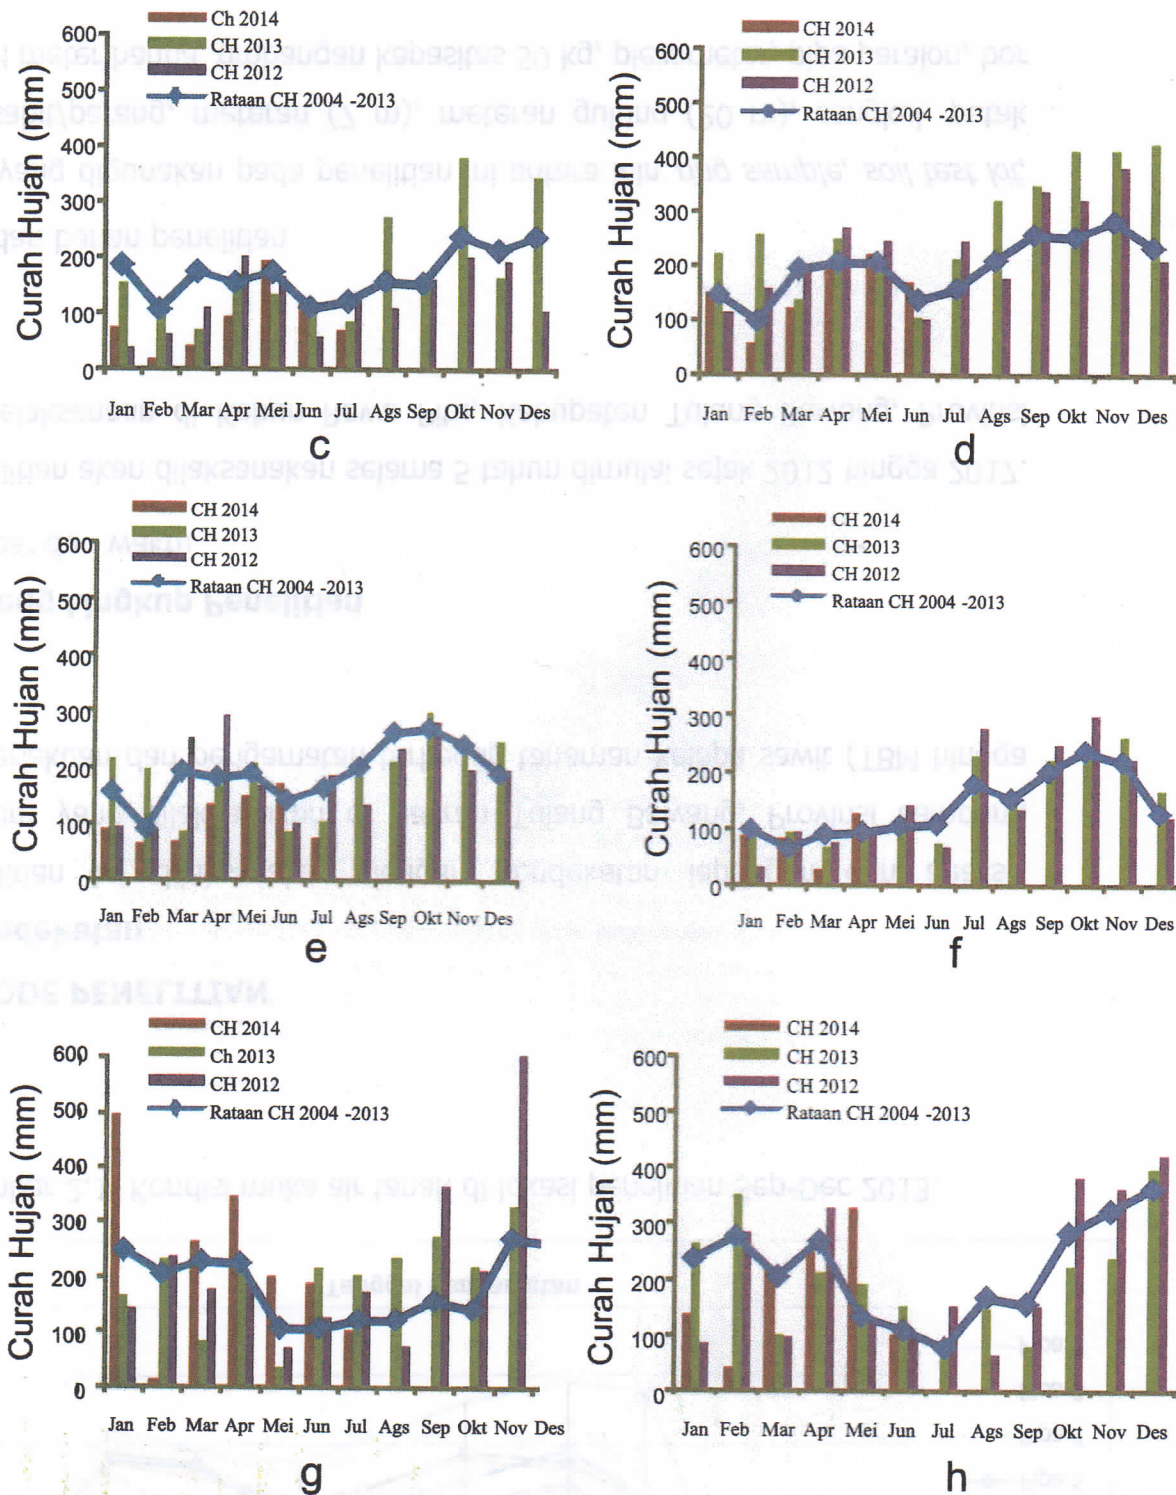 Ch 2014
CH 2013
CH 2012
Rataan CH 2004 -2013
Curah Hujan (mm)
600
500
400
300
200
100
0
Jan Feb Mar Apr Mei Jun Jul Ags Sep Okt Nov Des
c
CH 2014
CH 2013
CH 2012
Rataan CH 2004 -2013
Curah Hujan (mm)
600
500
400
300
200
100
0
Jan Feb Mar Apr Mei Jun Jul Ags Sep Okt Nov Des
d
CH 2014
CH 2013
CH 2012
Rataan CH 2004 -2013
Curah Hujan (mm)
600
500
400
300
200
100
0
Jan Feb Mar Apr Mei Jun Jul Ags Sep Okt Nov Des
e
CH 2014
CH 2013
CH 2012
Rataan CH 2004 -2013
Curah Hujan (mm)
600
500
400
300
200
100
0
Jan Feb Mar Apr Mei Jun Jul Ags Sep Okt Nov Des
f
CH 2014
Ch 2013
CH 2012
Rataan CH 2004 -2013
Curah Hujan (mm)
600
500
400
300
200
100
0
Jan Feb Mar Apr Mei Jun Jul Ags Sep Okt Nov Des
g
CH 2014
CH 2013
CH 2012
Rataan CH 2004 -2013
Curah Hujan (mm)
600
500
400
300
200
100
0
Jan Feb Mar Apr Mei Jun Jul Ags Sep Okt Nov Des
h